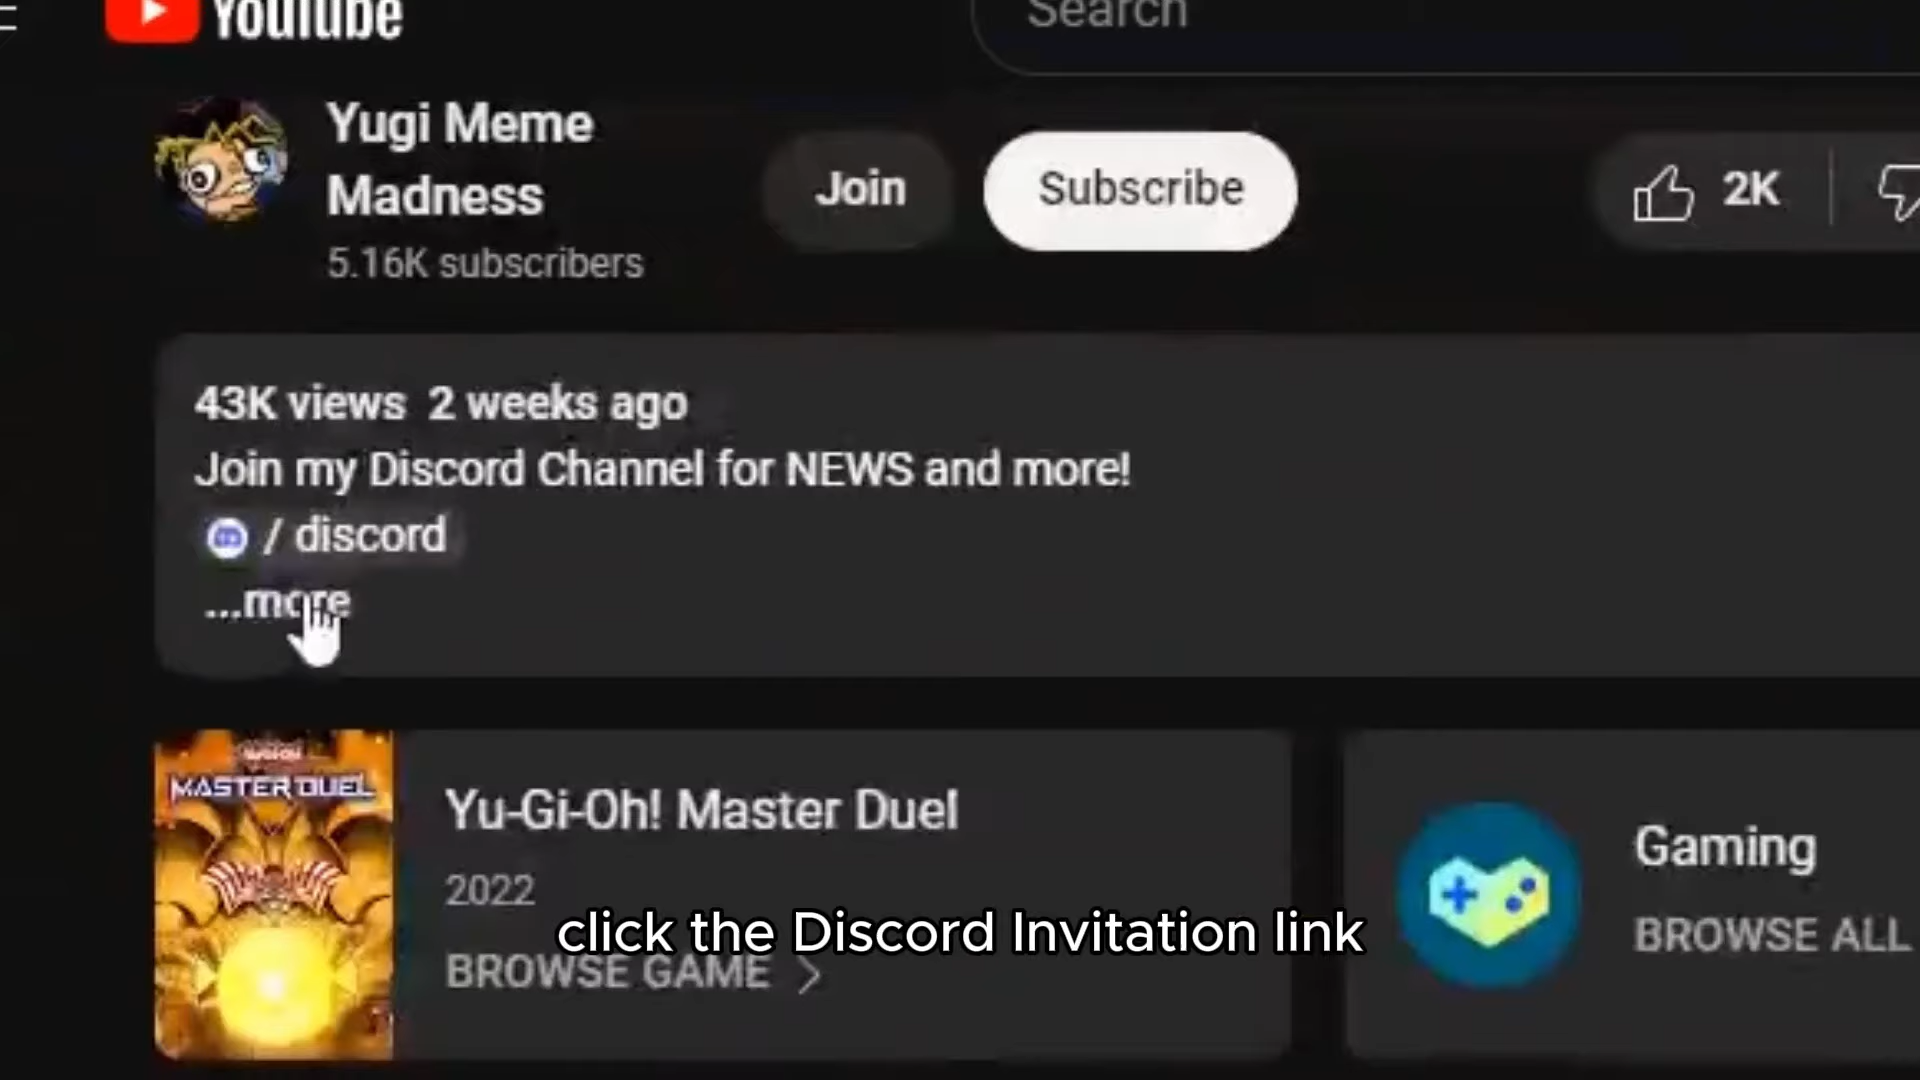 YouTube
Search
Yugi Meme
Madness
5.16K subscribers
Join
Subscribe
2K
43K views 2 weeks ago
Join my Discord Channel for NEWS and more!
/ discord
...more
MASTER DUEL
Yu-Gi-Oh! Master Duel
2022
BROWSE GAME
Gaming
BROWSE ALL
click the Discord Invitation link